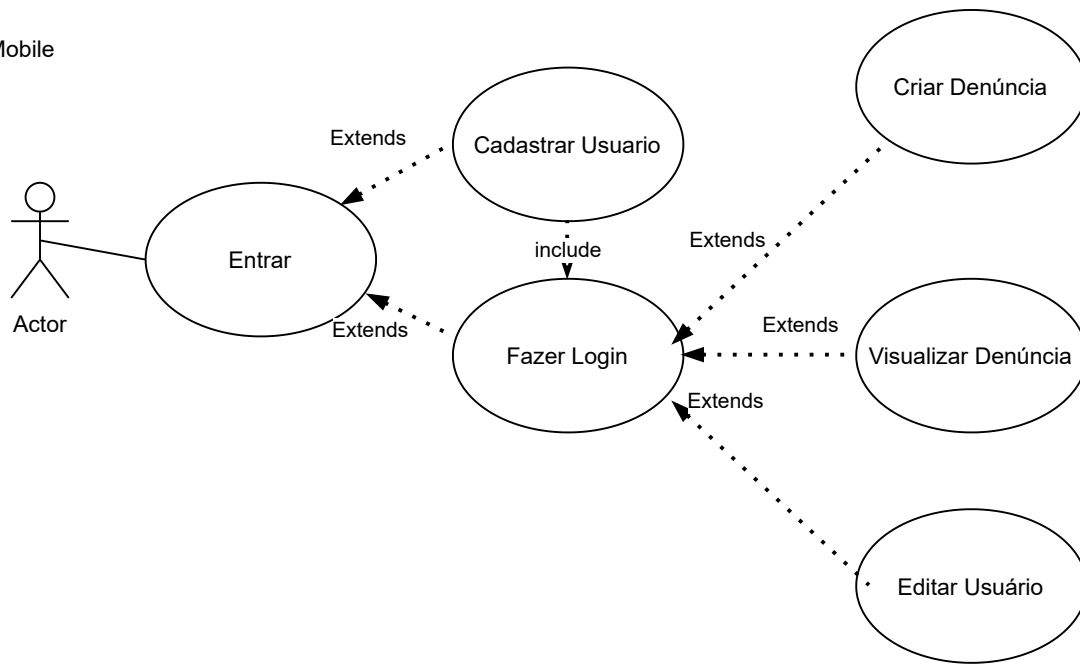 Mobile
Criar Denúncia
Extends
Cadastrar Usuario
Extends
include
Entrar
Actor
Extends
Extends
Fazer Login
Visualizar Denúncia
Extends
Editar Usuário